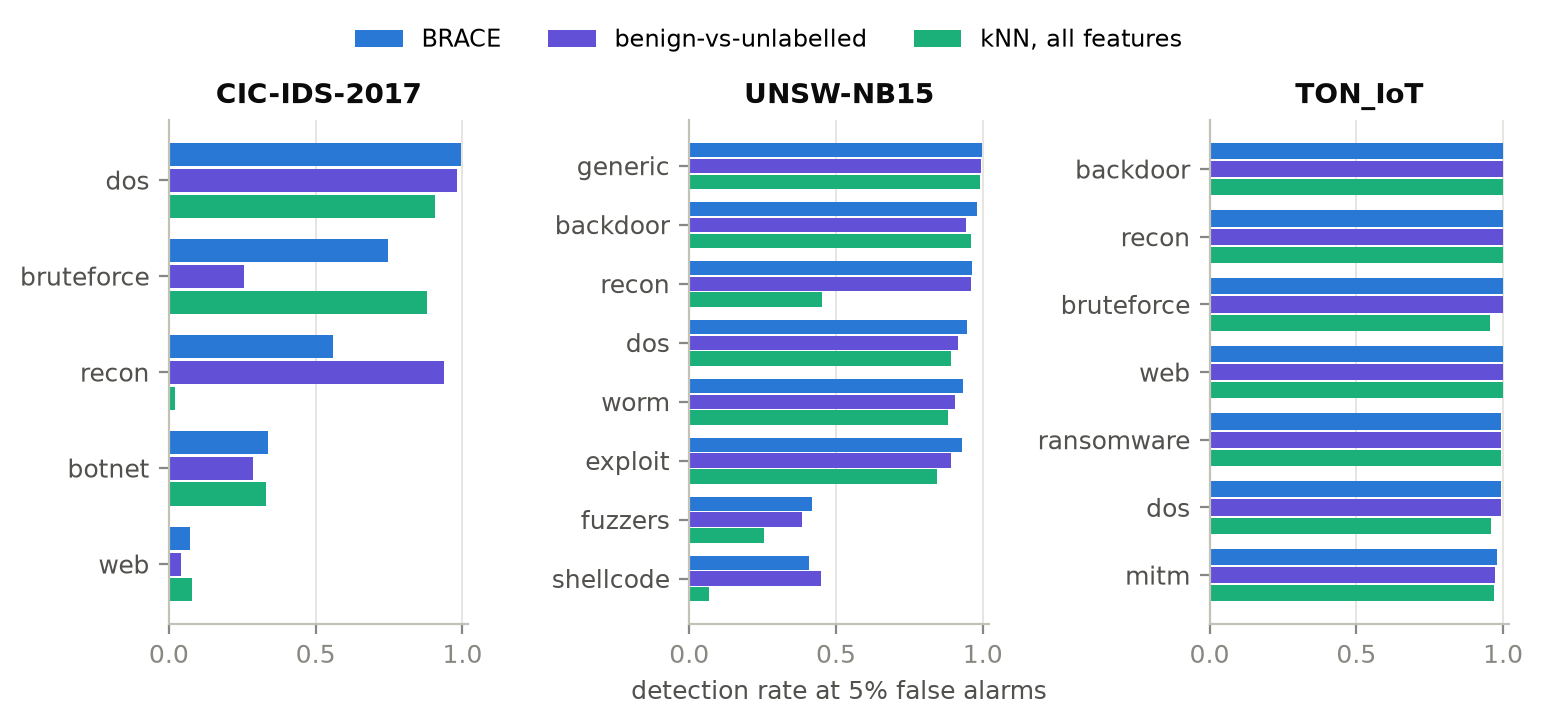 BRACE benign-vs-unlabelled kNN, all features
CIC-IDS-2017
dos
bruteforce
recon
botnet
web
0.0 0.5 1.0
UNSW-NB15
generic
backdoor
recon
dos
worm
exploit
fuzzers
shellcode
0.0 0.5 1.0
detection rate at 5% false alarms
TON_IoT
backdoor
recon
bruteforce
web
ransomware
dos
mitm
0.0 0.5 1.0